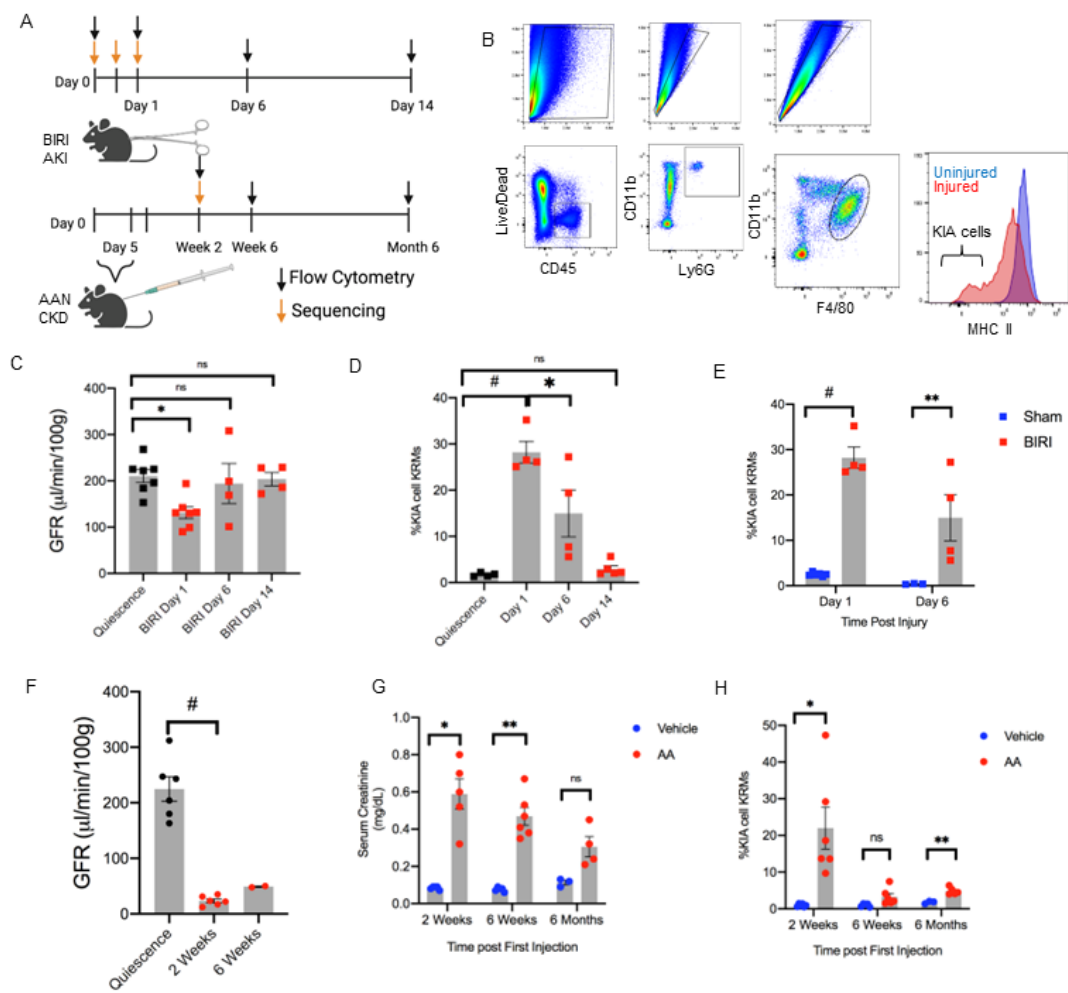 A
Day 0
Day 1
Day 6
Day 14
BIRI
AKI
Day 0
Day 5
Week 2
Week 6
Month 6
AAN
CKD
Flow Cytometry
Sequencing
B
Live/Dead
CD45
CD11b
Ly6G
CD11b
F4/80
Uninjured
Injured
KIA cells
MHC II
C
ns
ns
*
GFR (μl/min/100g)
400
300
200
100
0
Quiescence
BIRI Day 1
BIRI Day 6
BIRI Day 14
D
ns
#
*
%KIA cell KRMs
40
30
20
10
0
Quiescence
Day 1
Day 6
Day 14
E
#
**
%KIA cell KRMs
40
30
20
10
0
Day 1
Day 6
Time Post Injury
Sham
BIRI
F
#
GFR (μl/min/100g)
400
300
200
100
0
Quiescence
2 Weeks
6 Weeks
G
*
**
ns
Serum Creatinine
(mg/dL)
1.0
0.8
0.6
0.4
0.2
0.0
2 Weeks
6 Weeks
6 Months
Time post First Injection
Vehicle
AA
H
*
ns
**
%KIA cell KRMs
50
40
30
20
10
0
2 Weeks
6 Weeks
6 Months
Time post First Injection
Vehicle
AA